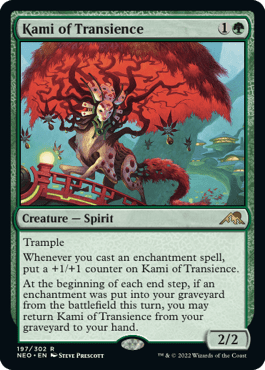 Kami of Transience 1
Creature — Spirit
Trample
Whenever you cast an enchantment spell,
put a +1/+1 counter on Kami of Transience.
At the beginning of each end step, if an
enchantment was put into your graveyard
from the battlefield this turn, you may
return Kami of Transience from your
graveyard to your hand.
2/2
197/302 R
NEO • EN Steve Prescott ™ & © 2022 Wizards of the Coast